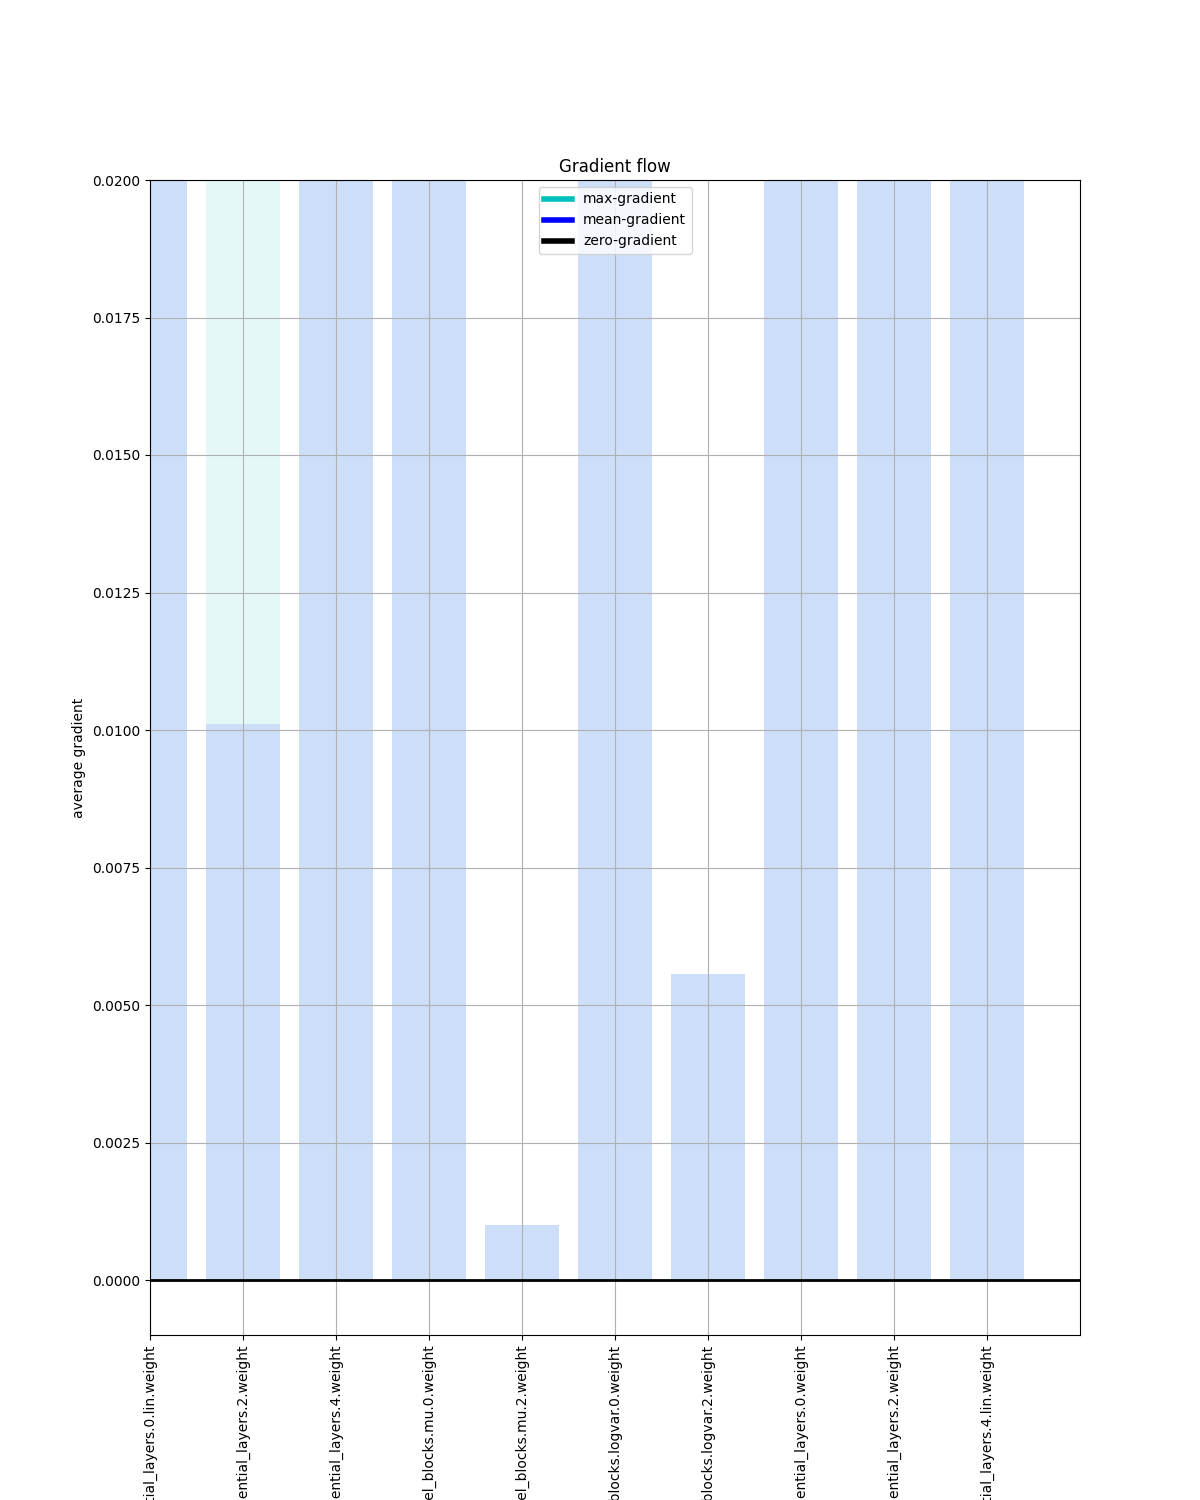 Gradient flow
max-gradient
mean-gradient
zero-gradient
0.0200
0.0175
0.0150
0.0125
0.0100
0.0075
0.0050
0.0025
0.0000
average gradient
tial_layers.0.lin.weight
ential_layers.2.weight
ential_layers.4.weight
el_blocks.mu.0.weight
el_blocks.mu.2.weight
blocks.logvar.0.weight
blocks.logvar.2.weight
ential_layers.0.weight
ential_layers.2.weight
tial_layers.4.lin.weight